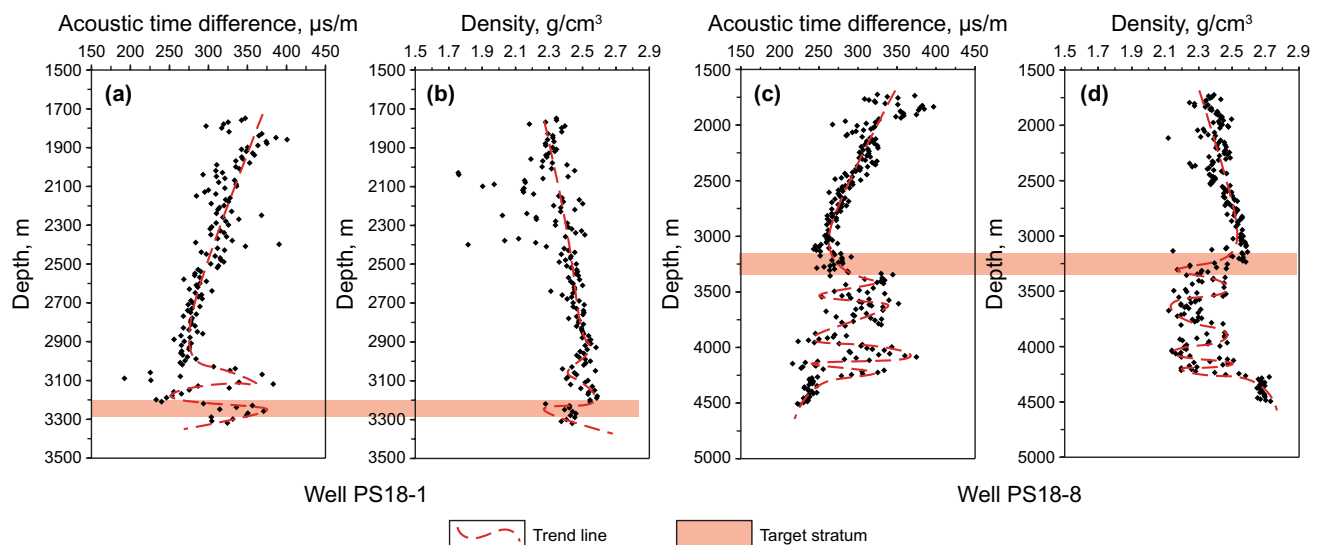 Acoustic time difference, µs/m
Density, g/cm³
Acoustic time difference, µs/m
Density, g/cm³
150 200 250 300 350 400 450
1.5 1.7 2.1 2.3 2.5 2.7 2.9
150 200 250 300 350 400 450
1.5 1.7 2.1 2.3 2.5 2.7 2.9
(a)
(b)
(c)
(d)
Depth, m
1500
1700
1900
2100
2300
2500
2700
2900
3100
3300
3500
Depth, m
1500
1700
1900
2100
2300
2500
2700
2900
3100
3300
3500
Depth, m
1500
2000
2500
3000
3500
4000
4500
5000
Depth, m
1500
2000
2500
3000
3500
4000
4500
5000
Well PS18-1
Well PS18-8
Trend line
Target stratum